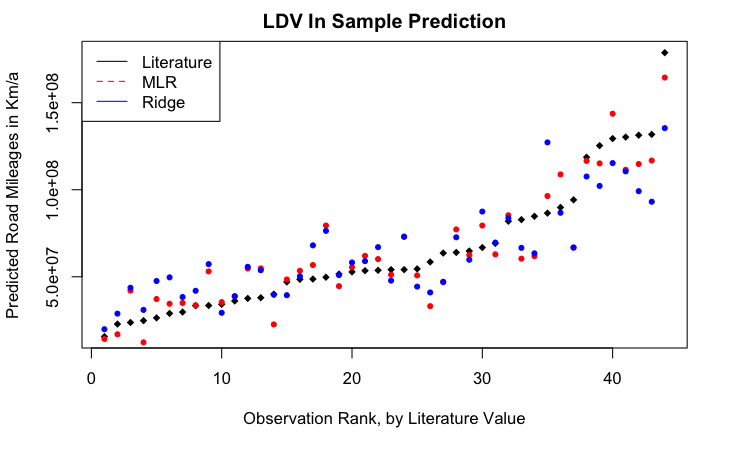 LDV In Sample Prediction
Literature
MLR
Ridge
Predicted Road Mileages in Km/a
1.5e+08
1.0e+08
5.0e+07
0 10 20 30 40
Observation Rank, by Literature Value